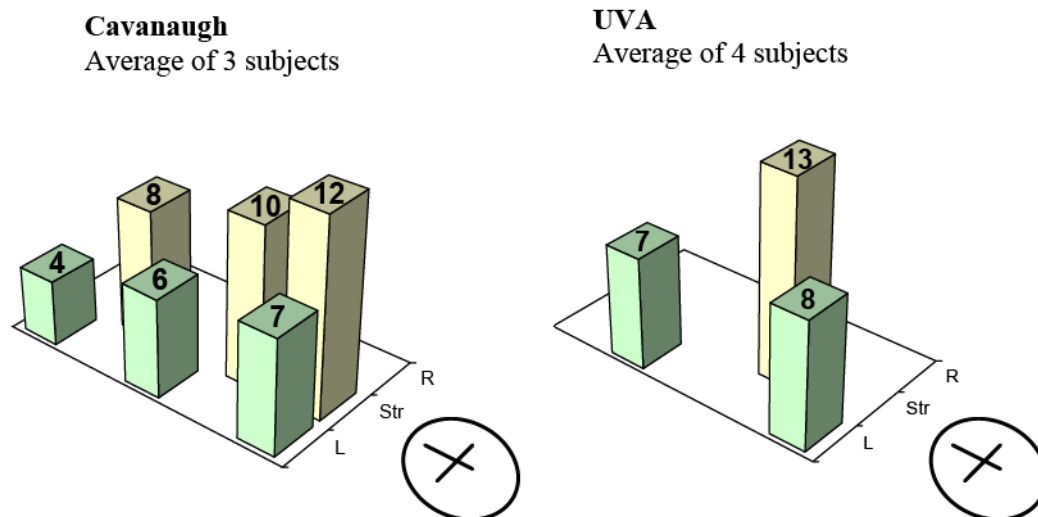 Cavanaugh
Average of 3 subjects
8
10
12
4
6
7
R
Str
L
UVA
Average of 4 subjects
13
7
8
R
Str
L